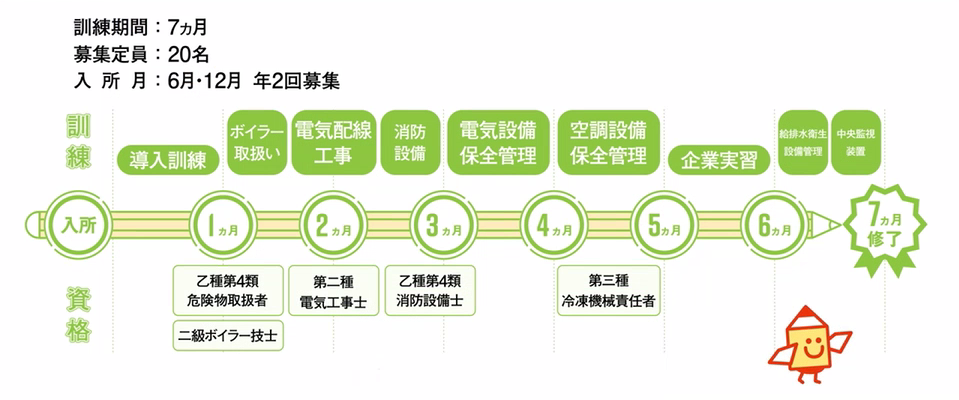 訓練期間：7ヵ月
募集定員：20名
入所月：6月・12月 年2回募集
訓練
導入訓練
ボイラー
取扱い
電気配線
工事
消防
設備
電気設備
保全管理
空調設備
保全管理
企業実習
給排水衛生
設備管理
中央監視
装置
入所
1ヵ月
2ヵ月
3ヵ月
4ヵ月
5ヵ月
6ヵ月
7ヵ月
修了
資格
乙種第4類
危険物取扱者
二級ボイラー技士
第二種
電気工事士
乙種第4類
消防設備士
第三種
冷凍機械責任者